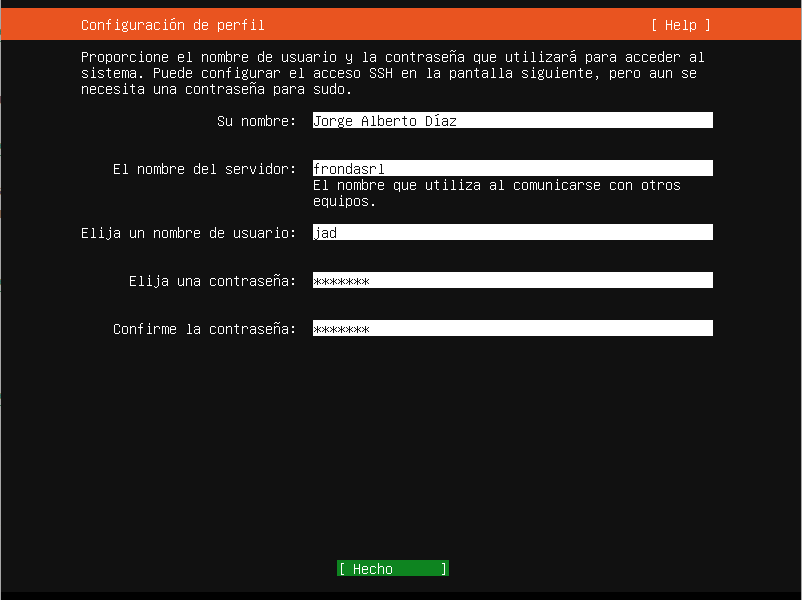 Configuración de perfil [ Help ]
Proporcione el nombre de usuario y la contraseña que utilizará para acceder al
sistema. Puede configurar el acceso SSH en la pantalla siguiente, pero aun se
necesita una contraseña para sudo.
Su nombre: Jorge Alberto Díaz
El nombre del servidor: frondasrl
El nombre que utiliza al comunicarse con otros
equipos.
Elija un nombre de usuario: jad
Elija una contraseña: *******
Confirme la contraseña: *******
[ Hecho ]